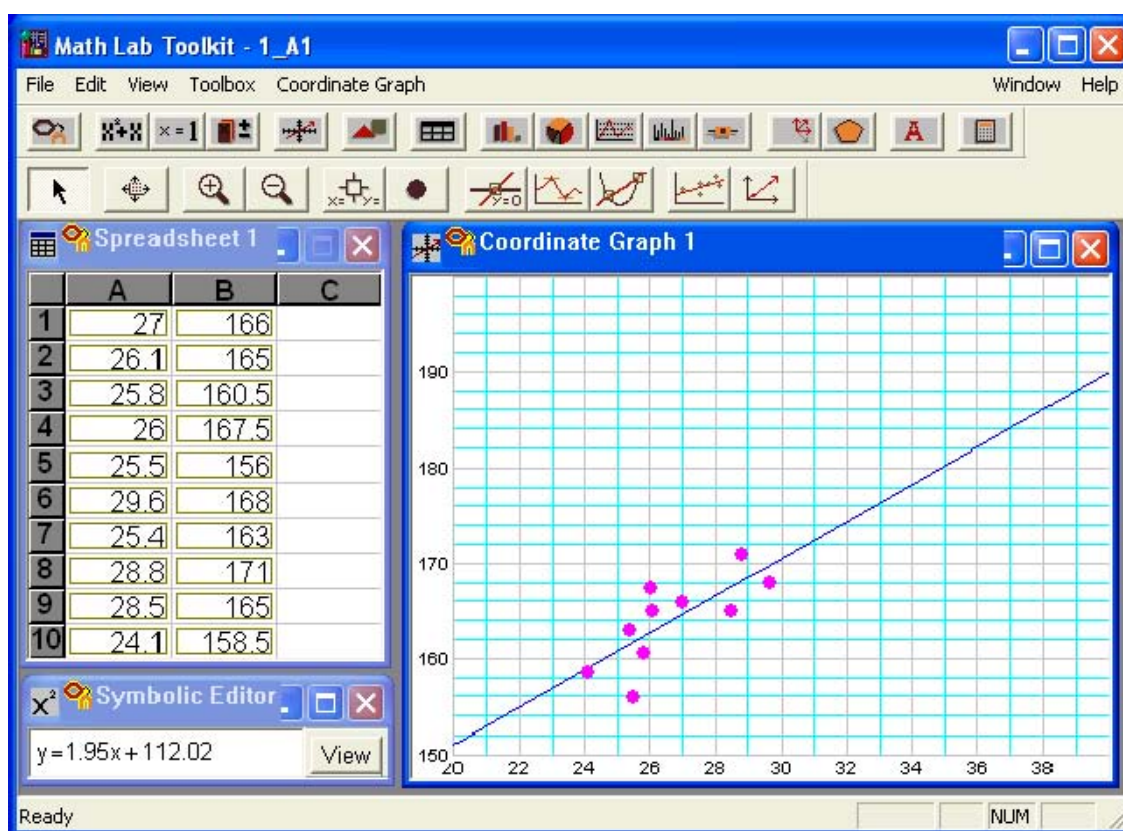 Math Lab Toolkit - 1_A1
File Edit View Toolbox Coordinate Graph Window Help
X²+X x=1 ± A
x= y= y=0
Spreadsheet 1
A B C
1 27 166
2 26.1 165
3 25.8 160.5
4 26 167.5
5 25.5 156
6 29.6 168
7 25.4 163
8 28.8 171
9 28.5 165
10 24.1 158.5
x² Symbolic Editor
y=1.95x+112.02 View
Coordinate Graph 1
190
180
170
160
150
20 22 24 26 28 30 32 34 36 38
Ready NUM